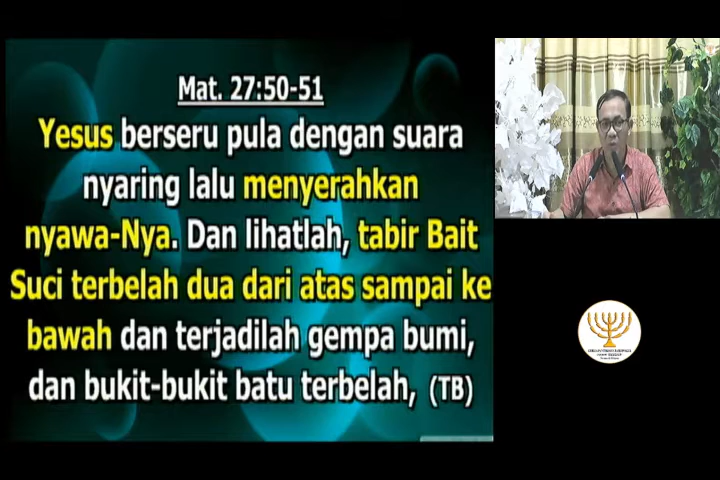 Mat. 27:50-51
Yesus berseru pula dengan suara
nyaring lalu menyerahkan
nyawa-Nya. Dan lihatlah, tabir Bait
Suci terbelah dua dari atas sampai ke
bawah dan terjadilah gempa bumi,
dan bukit-bukit batu terbelah, (TB)